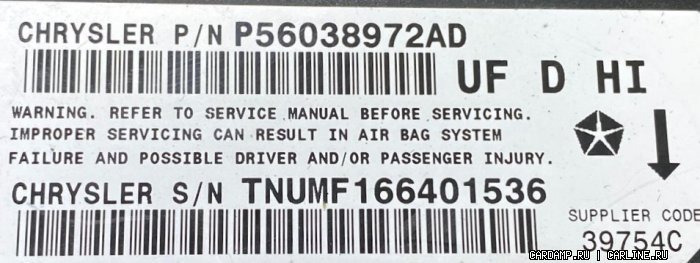 CHRYSLER P/N P56038972AD
UF D HI
WARNING. REFER TO SERVICE MANUAL BEFORE SERVICING.
IMPROPER SERVICING CAN RESULT IN AIR BAG SYSTEM
FAILURE AND POSSIBLE DRIVER AND/OR PASSENGER INJURY.
CHRYSLER S/N TNUMF166401536
SUPPLIER CODE
39754C
CARDAMP.RU | CARLINE.RU